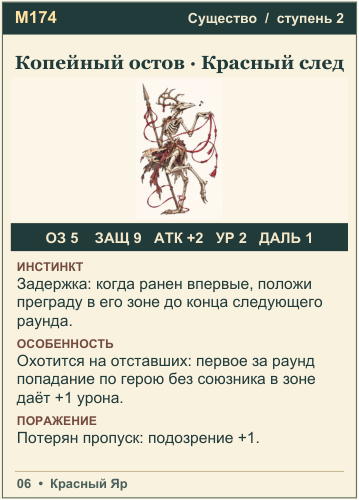 М174
Существо / ступень 2
Копейный остов · Красный след
ОЗ 5 ЗАЩ 9 АТК +2 УР 2 ДАЛЬ 1
ИНСТИНКТ
Задержка: когда ранен впервые, положи
преграду в его зоне до конца следующего
раунда.
ОСОБЕННОСТЬ
Охотится на отставших: первое за раунд
попадание по герою без союзника в зоне
даёт +1 урона.
ПОРАЖЕНИЕ
Потерян пропуск: подозрение +1.
06 • Красный Яр